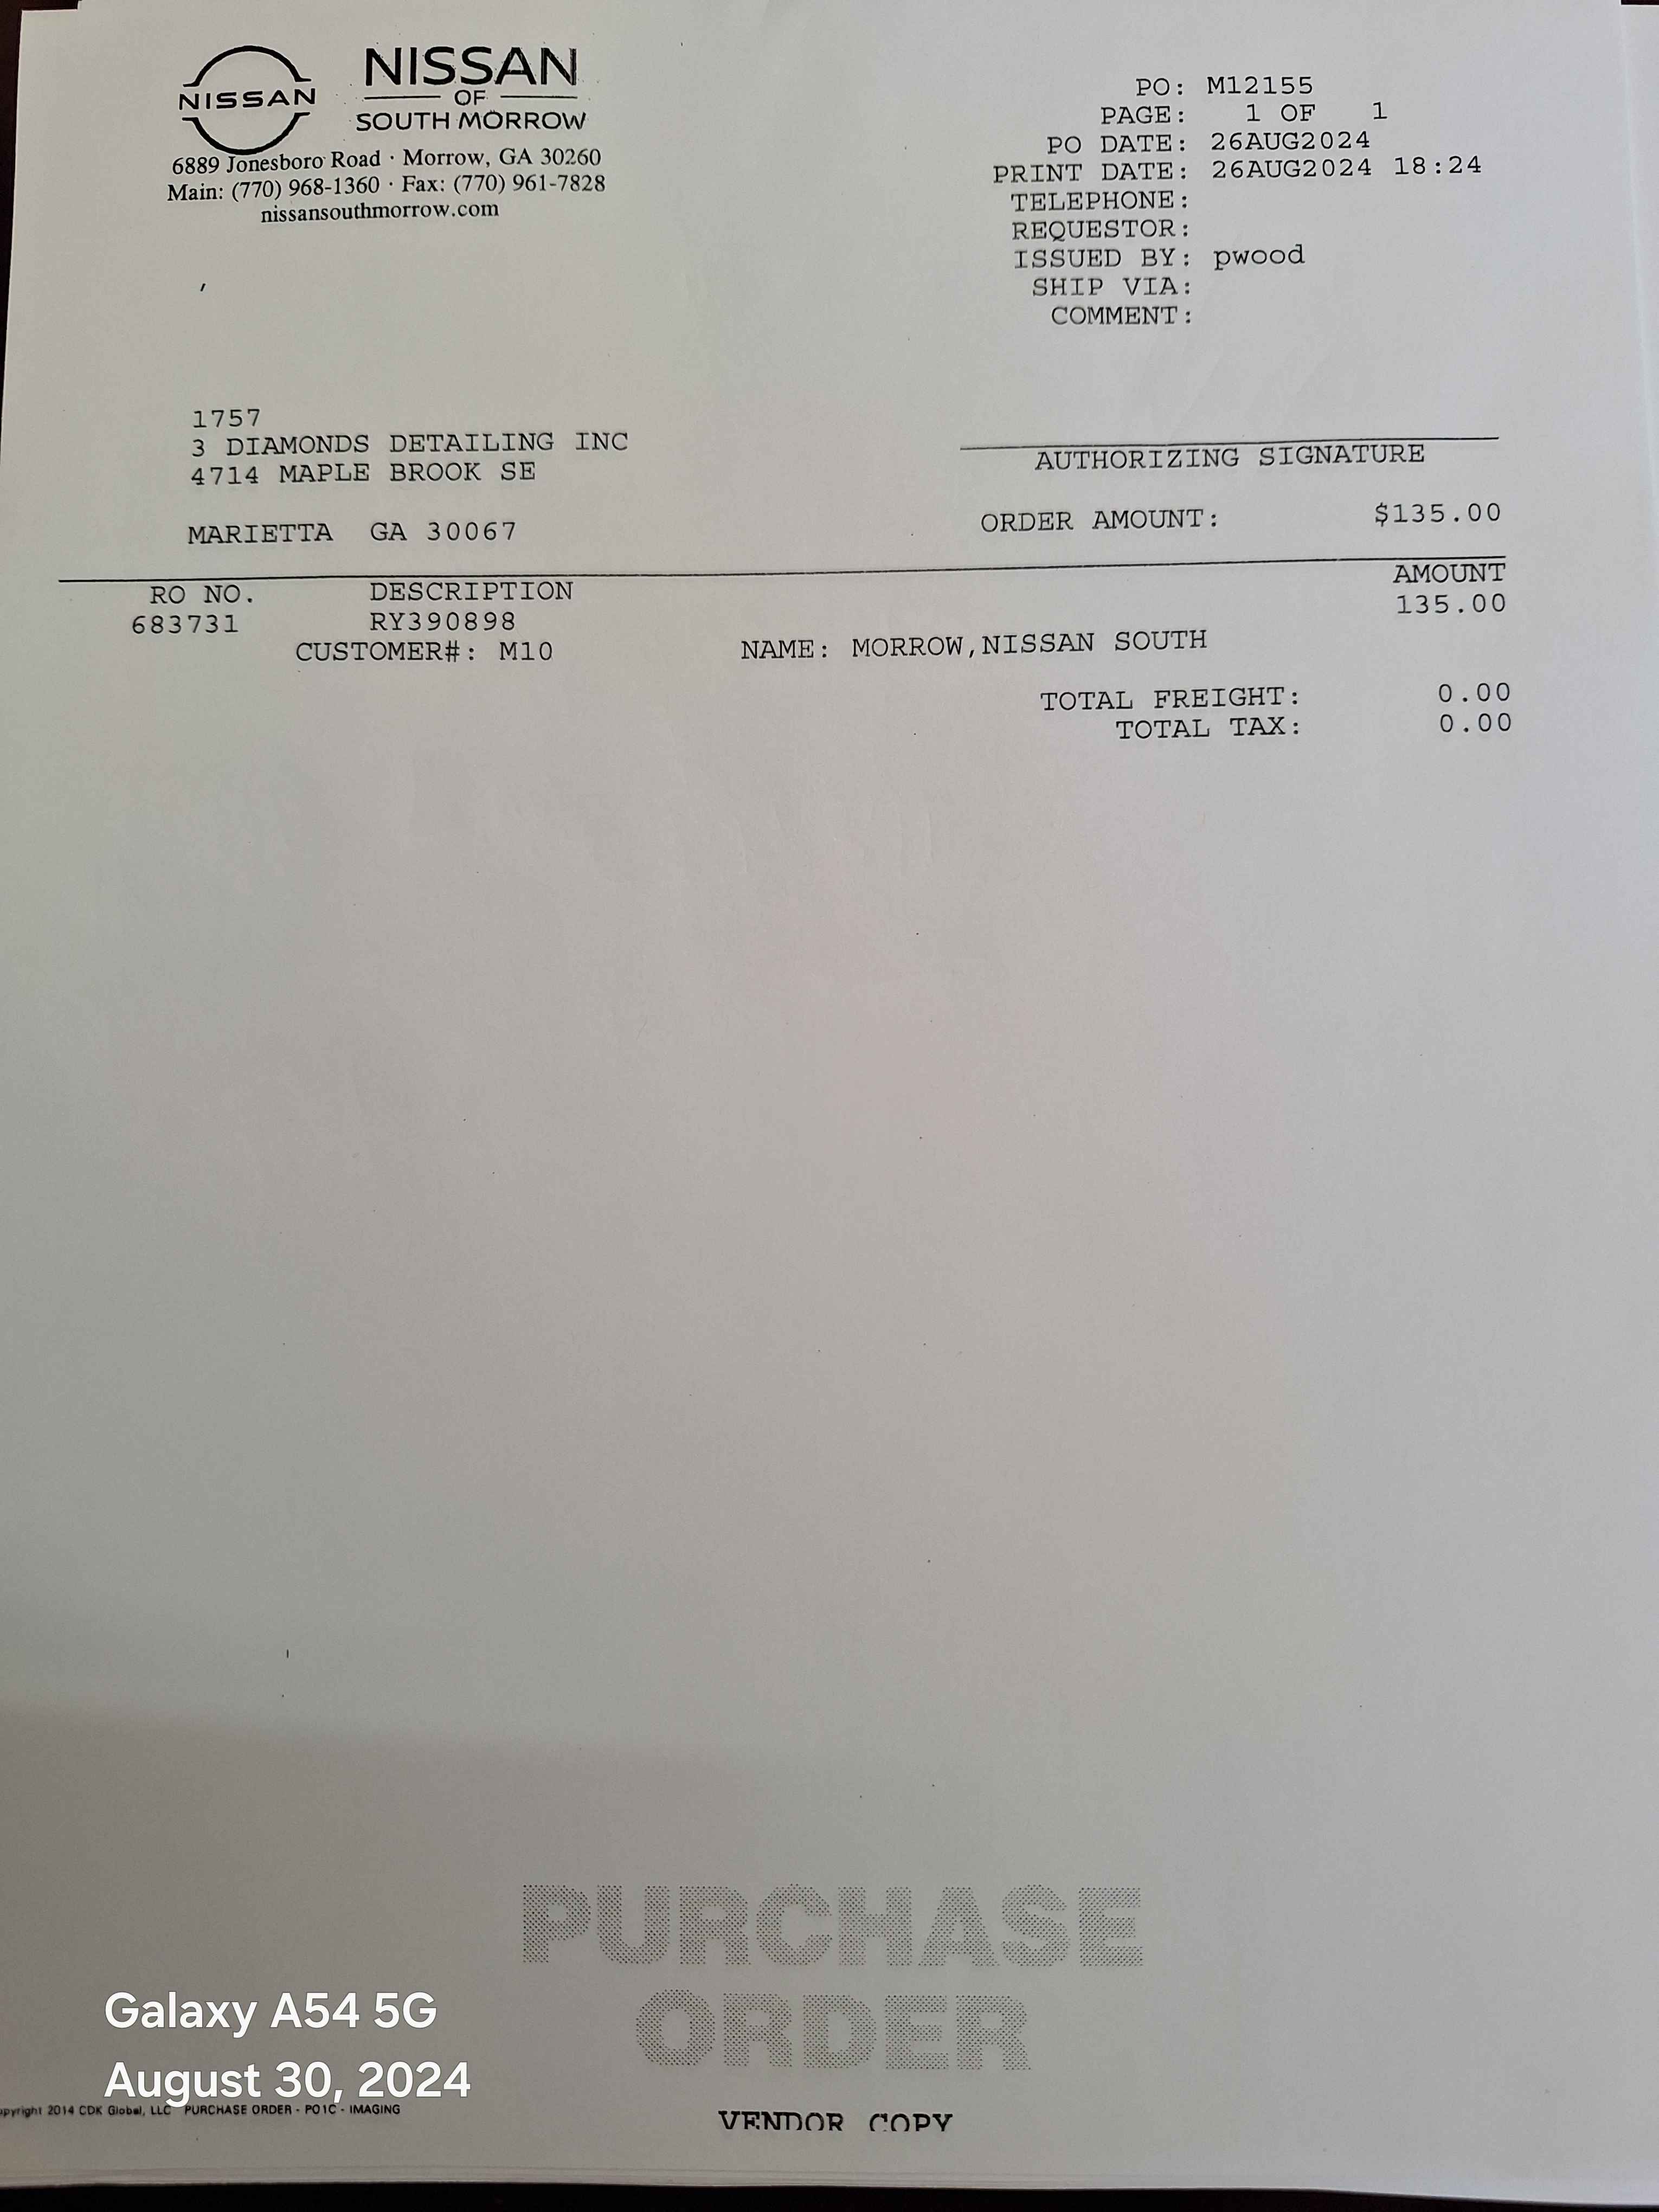 NISSAN
NISSAN
OF
SOUTH MORROW
6889 Jonesboro Road · Morrow, GA 30260
Main: (770) 968-1360 · Fax: (770) 961-7828
nissansouthmorrow.com
PO: M12155
PAGE: 1 OF 1
PO DATE: 26AUG2024
PRINT DATE: 26AUG2024 18:24
TELEPHONE:
REQUESTOR:
ISSUED BY: pwood
SHIP VIA:
COMMENT:
1757
3 DIAMONDS DETAILING INC
4714 MAPLE BROOK SE
MARIETTA GA 30067
AUTHORIZING SIGNATURE
ORDER AMOUNT: $135.00
RO NO. DESCRIPTION AMOUNT
683731 RY390898 135.00
CUSTOMER#: M10 NAME: MORROW,NISSAN SOUTH
TOTAL FREIGHT: 0.00
TOTAL TAX: 0.00
PURCHASE
ORDER
Galaxy A54 5G
August 30, 2024
opyright 2014 CDK Global, LLC PURCHASE ORDER - PO1C - IMAGING
VENDOR COPY